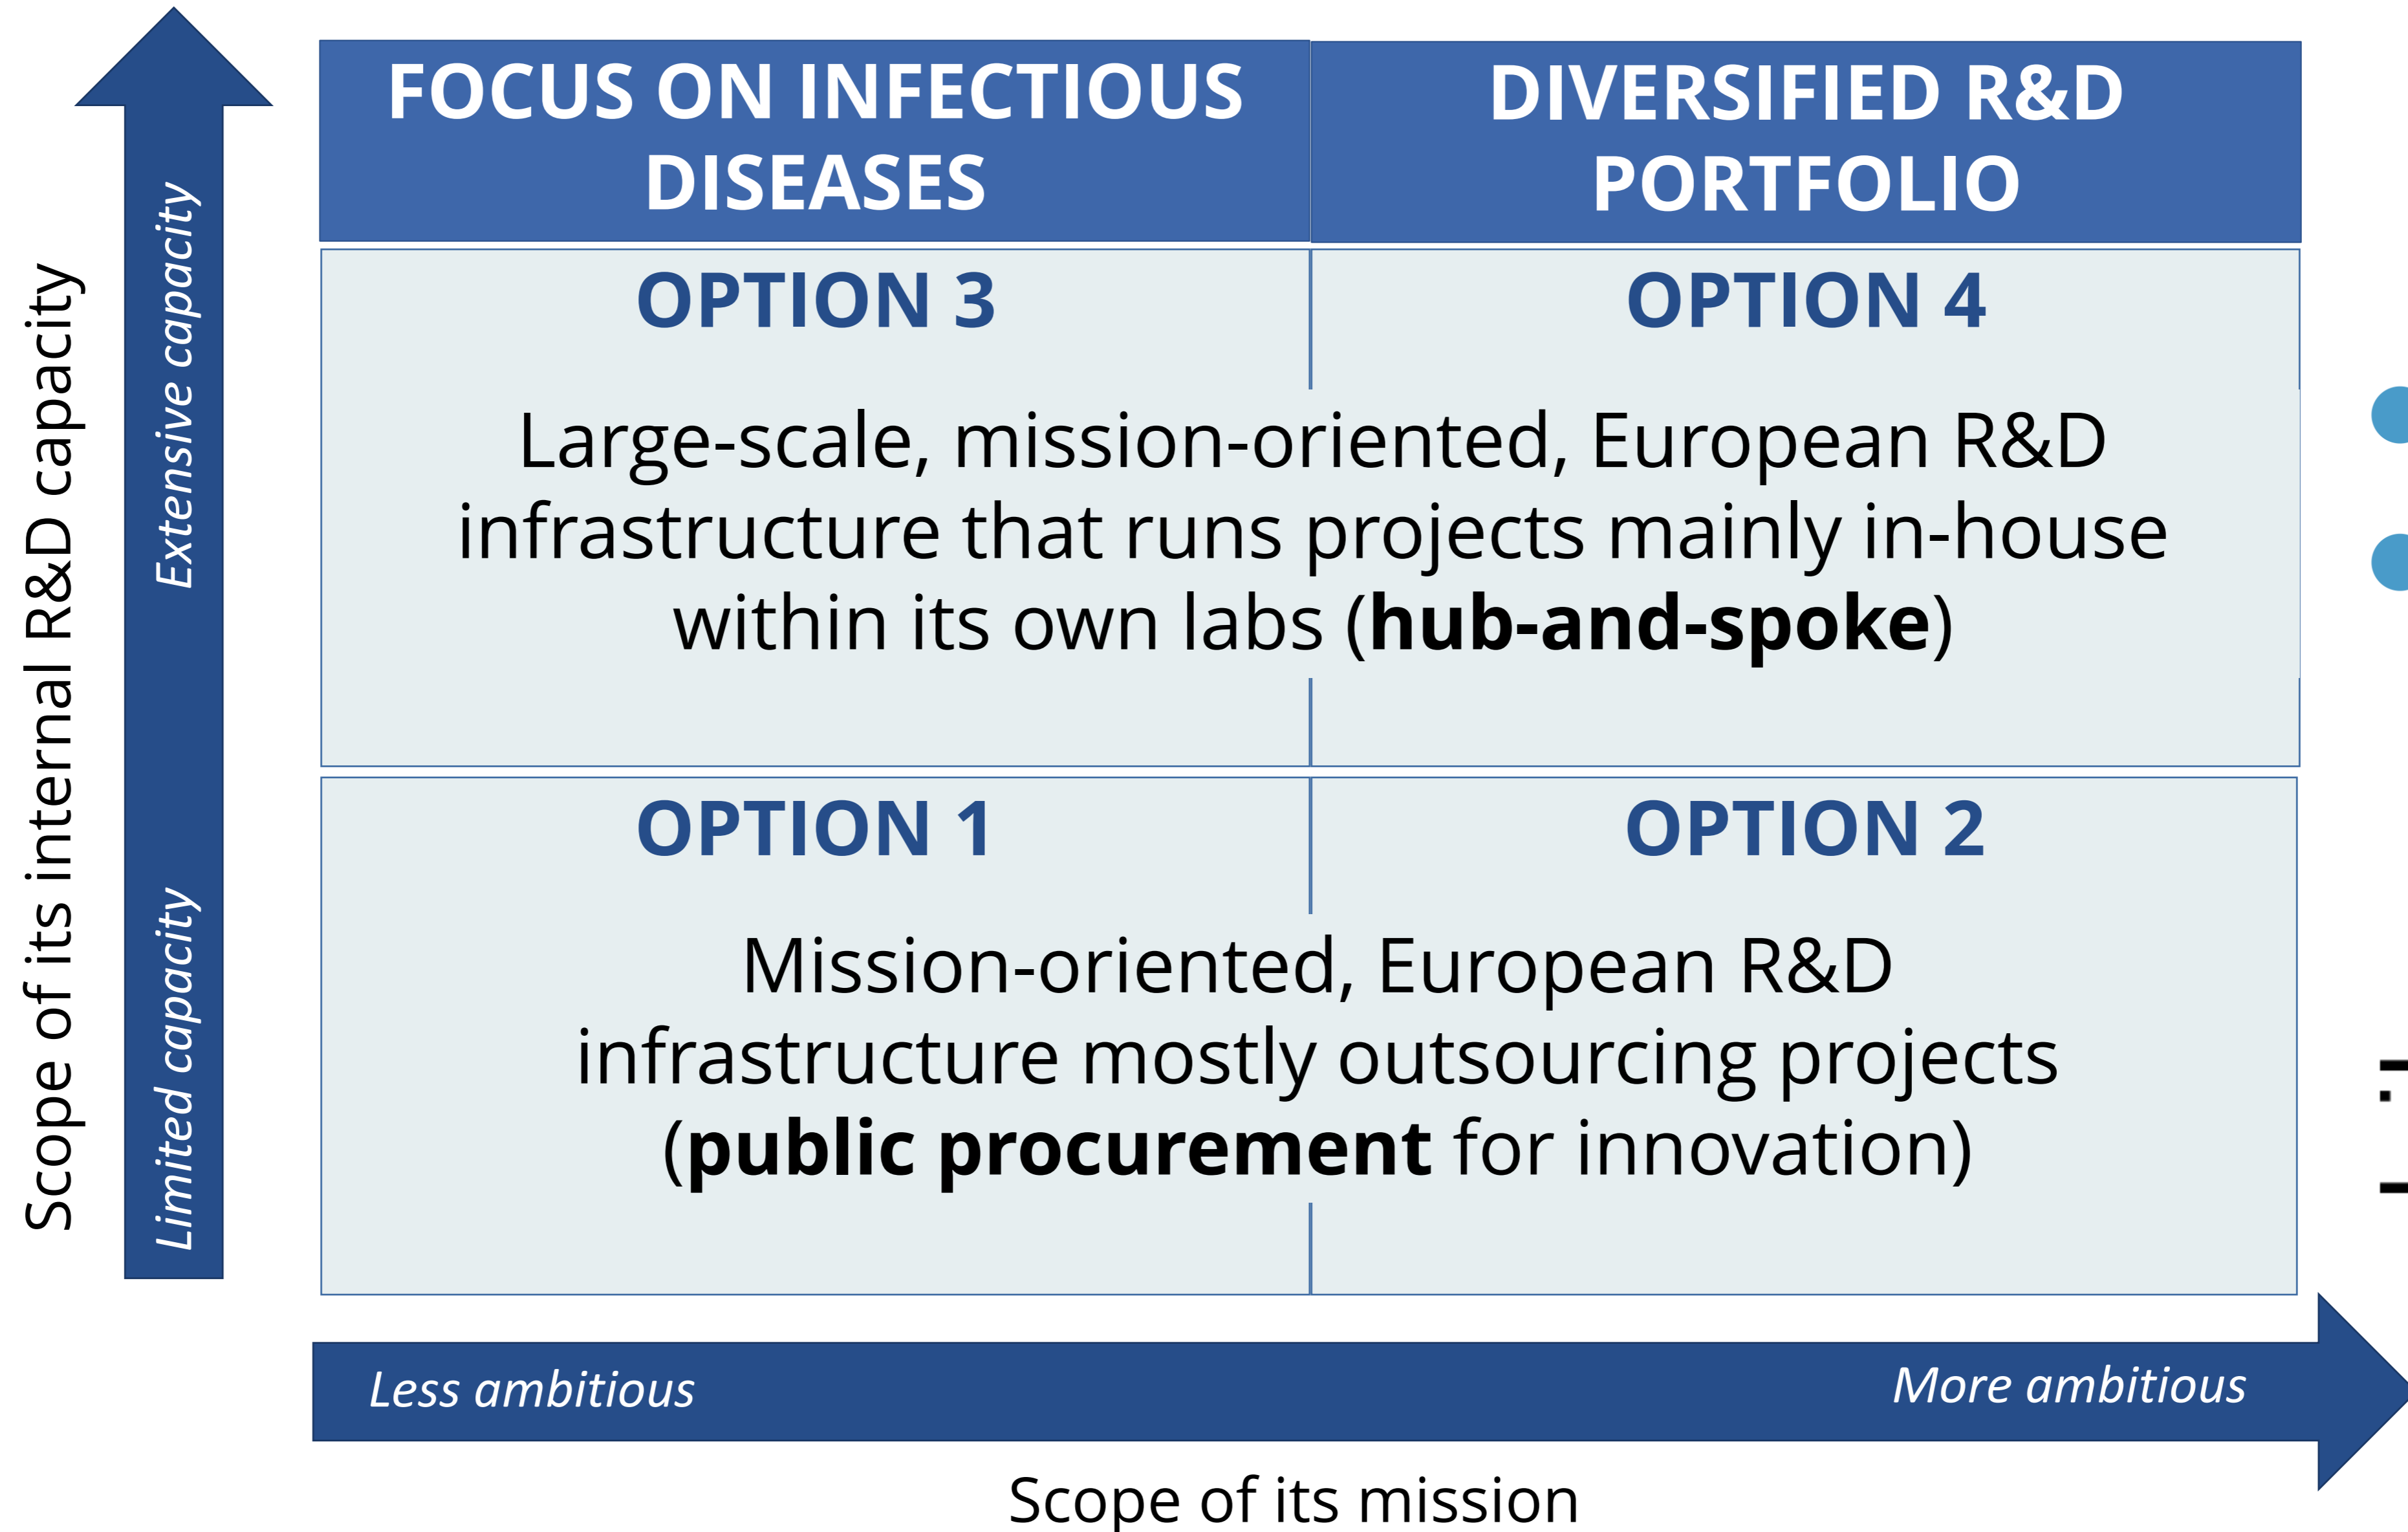 FOCUS ON INFECTIOUS
DISEASES
DIVERSIFIED R&D
PORTFOLIO
Scope of its internal R&D capacity
Extensive capacity
Limited capacity
OPTION 3
OPTION 4
Large-scale, mission-oriented, European R&D
infrastructure that runs projects mainly in-house
within its own labs (hub-and-spoke)
OPTION 1
OPTION 2
Mission-oriented, European R&D
infrastructure mostly outsourcing projects
(public procurement for innovation)
Less ambitious
More ambitious
Scope of its mission